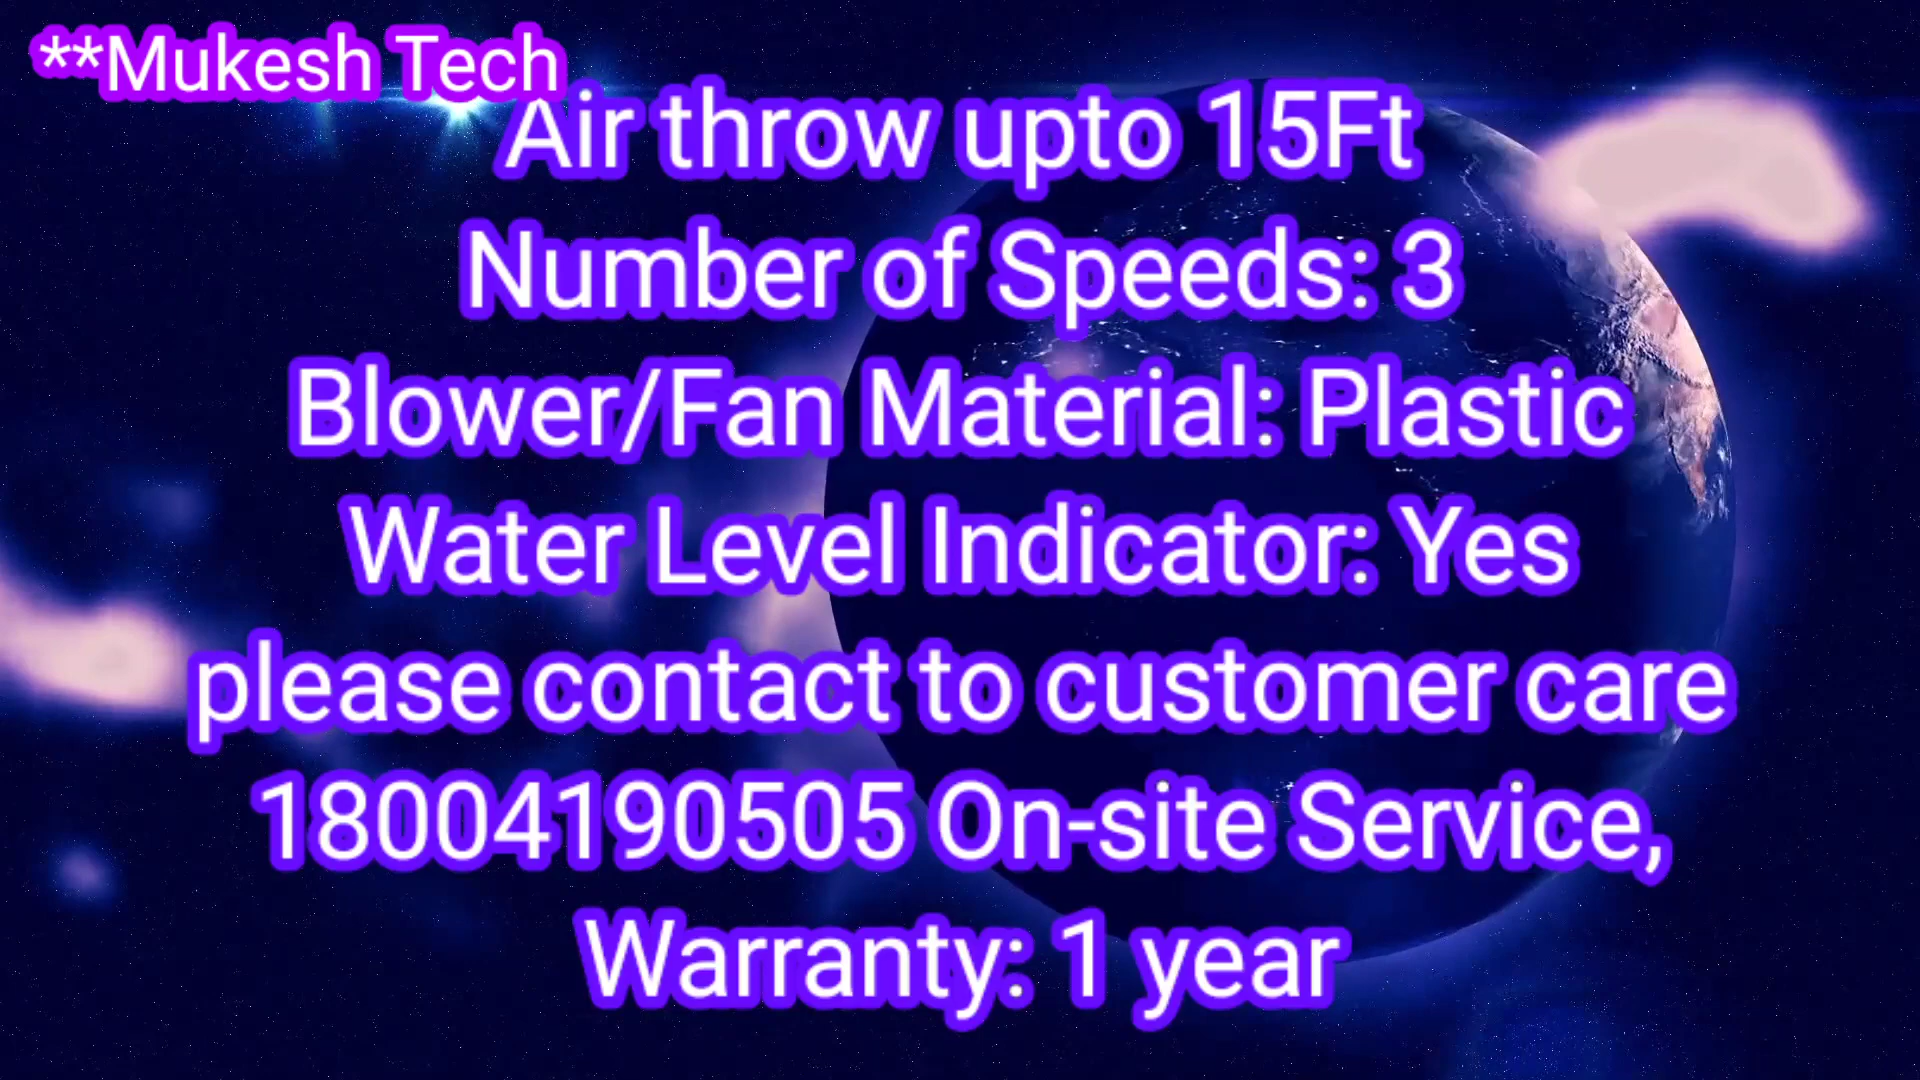 **Mukesh Tech
Air throw upto 15Ft
Number of Speeds: 3
Blower/Fan Material: Plastic
Water Level Indicator: Yes
please contact to customer care
18004190505 On-site Service,
Warranty: 1 year